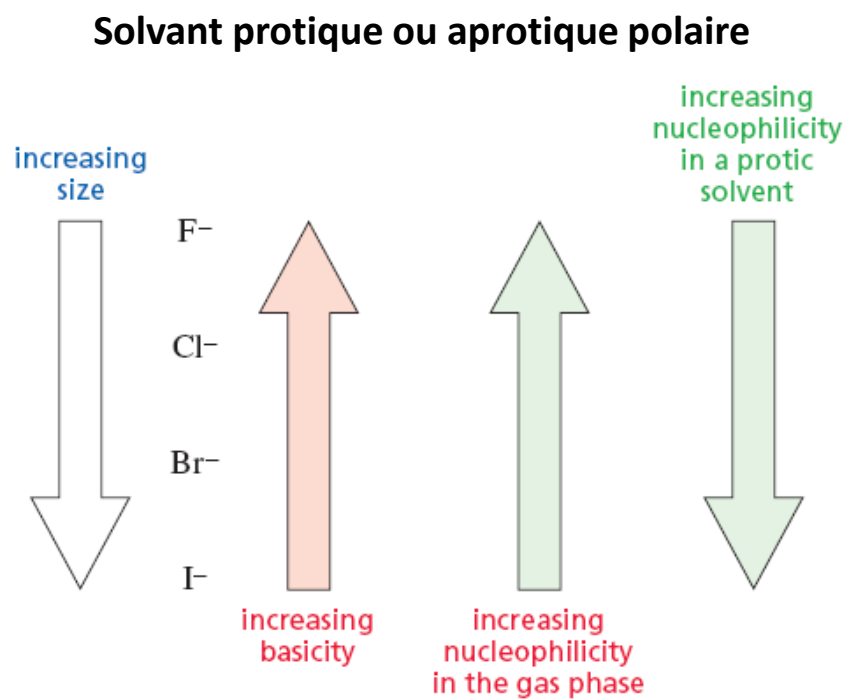 Solvant protique ou aprotique polaire
increasing
nucleophilicity
in a protic
solvent
increasing
size
F−
Cl−
Br−
I−
increasing
basicity
increasing
nucleophilicity
in the gas phase